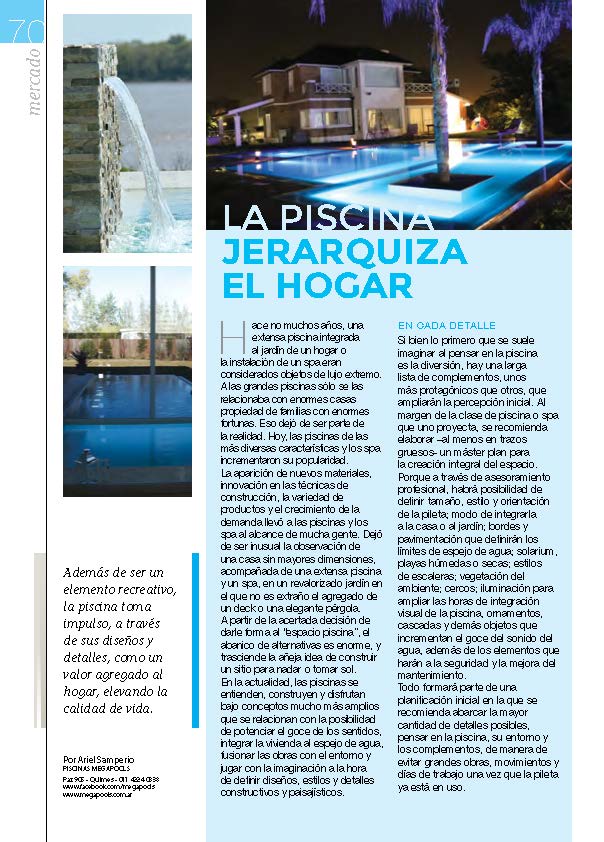 70
mercado
LA PISCINA
JERARQUIZA
EL HOGAR
Hace no muchos años, una
extensa piscina integrada
al jardín de un hogar o
la instalación de un spa eran
considerados objetos de lujo extremo.
A las grandes piscinas sólo se las
relacionaba con enormes casas
propiedad de familias con enormes
fortunas. Eso dejó de ser parte de
la realidad. Hoy, las piscinas de las
más diversas características y los spa
incrementaron su popularidad.
La aparición de nuevos materiales,
innovación en las técnicas de
construcción, la variedad de
productos y el crecimiento de la
demanda llevó a las piscinas y los
spa al alcance de mucha gente. Dejó
de ser inusual la observación de
una casa sin mayores dimensiones,
acompañada de una extensa piscina
y un spa, en un revalorizado jardín en
el que no es extraño el agregado de
un deck o una elegante pérgola.
A partir de la acertada decisión de
darle forma al "espacio piscina", el
abanico de alternativas es enorme, y
trasciende la añeja idea de construir
un sitio para nadar o tomar sol.
En la actualidad, las piscinas se
entienden, construyen y disfrutan
bajo conceptos mucho más amplios
que se relacionan con la posibilidad
de potenciar el goce de los sentidos,
integrar la vivienda al espejo de agua,
fusionar las obras con el entorno y
jugar con la imaginación a la hora
de definir diseños, estilos y detalles
constructivos y paisajísticos.
EN CADA DETALLE
Si bien lo primero que se suele
imaginar al pensar en la piscina
es la diversión, hay una larga
lista de complementos, unos
más protagónicos que otros, que
ampliarán la percepción inicial. Al
margen de la clase de piscina o spa
que uno proyecta, se recomienda
elaborar –al menos en trazos
gruesos- un máster plan para
la creación integral del espacio.
Porque a través de asesoramiento
profesional, habrá posibilidad de
definir tamaño, estilo y orientación
de la pileta; modo de integrarla
a la casa o al jardín; bordes y
pavimentación que definirán los
límites de espejo de agua; solarium,
playas húmedas o secas; estilos
de escaleras; vegetación del
ambiente; cercos; iluminación para
ampliar las horas de integración
visual de la piscina, ornamentos,
cascadas y demás objetos que
incrementan el goce del sonido del
agua, además de los elementos que
harán a la seguridad y la mejora del
mantenimiento.
Todo formará parte de una
planificación inicial en la que se
recomienda abarcar la mayor
cantidad de detalles posibles,
pensar en la piscina, su entorno y
los complementos, de manera de
evitar grandes obras, movimientos y
días de trabajo una vez que la pileta
ya está en uso.
Además de ser un
elemento recreativo,
la piscina toma
impulso, a través
de sus diseños y
detalles, como un
valor agregado al
hogar, elevando la
calidad de vida.
Por Ariel Samperio
PISCINAS MEGAPOOLS
Paz 903 - Quilmes - 011
www.facebook.com/megapools
www.megapools.com.ar